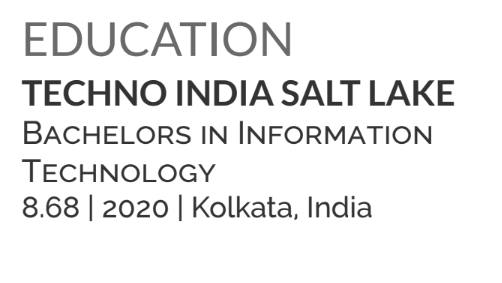 EDUCATION
TECHNO INDIA SALT LAKE
BACHELORS IN INFORMATION
TECHNOLOGY
8.68 | 2020 | Kolkata, India